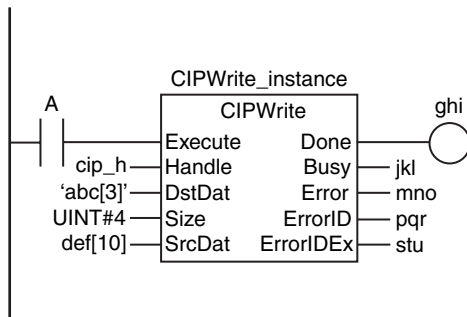 CIPWrite_instance
A CIPWrite ghi
Execute Done
cip_h Handle Busy jkl
‘abc[3]’ DstDat Error mno
UINT#4 Size ErrorID pqr
def[10] SrcDat ErrorIDEx stu